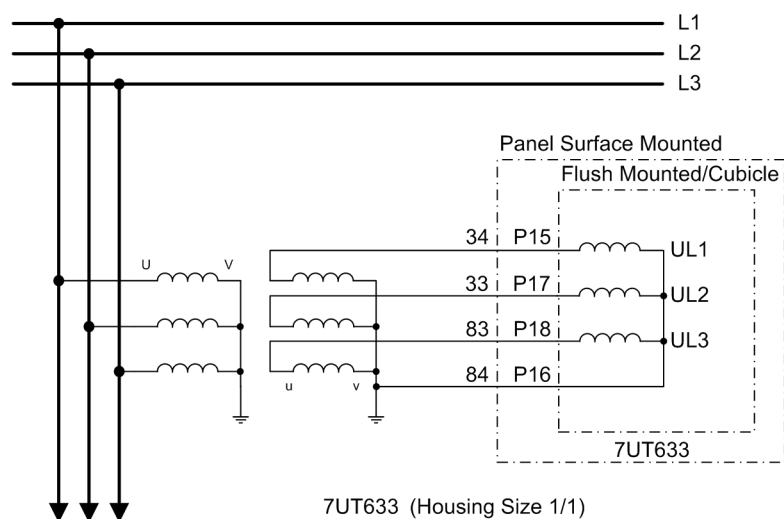 L1
L2
L3
Panel Surface Mounted
Flush Mounted/Cubicle
34 P15 UL1
U V
33 P17 UL2
83 P18 UL3
84 P16
u v
7UT633
7UT633 (Housing Size 1/1)